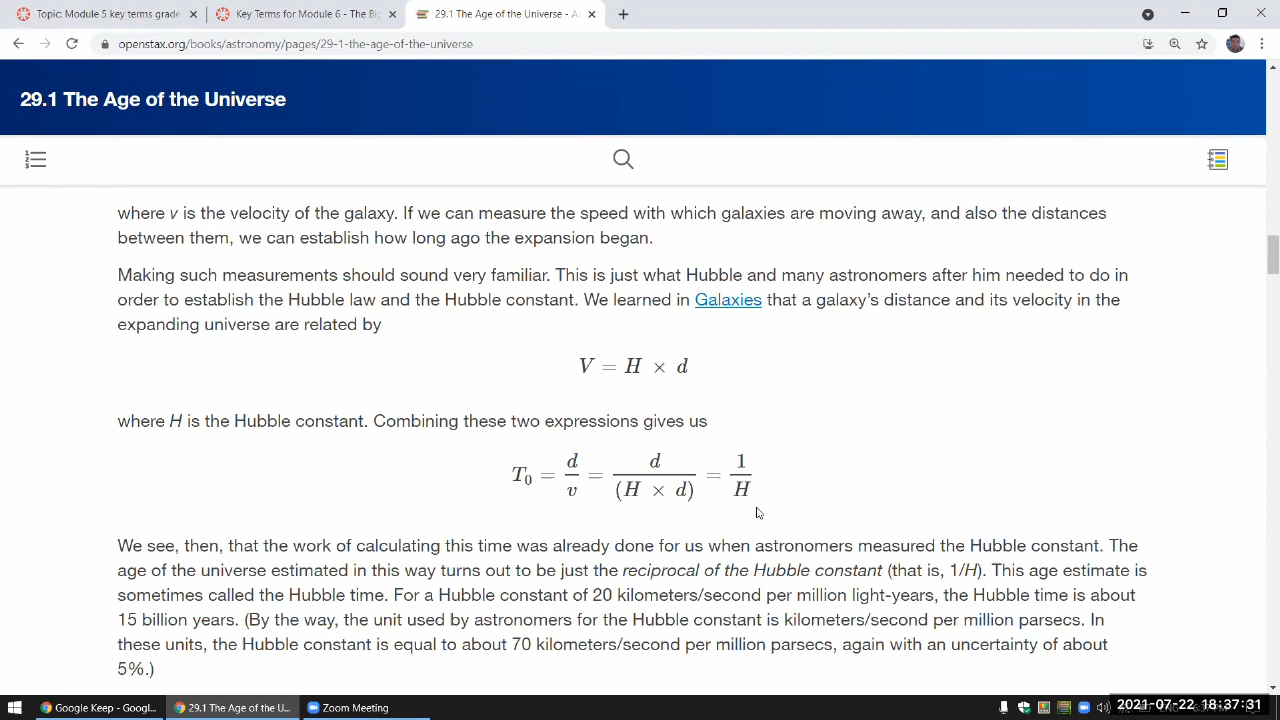 Topic: Module 5 key terms grade
Key Terms for Module 6 - The Big
29.1 The Age of the Universe - A
openstax.org/books/astronomy/pages/29-1-the-age-of-the-universe
29.1 The Age of the Universe
where v is the velocity of the galaxy. If we can measure the speed with which galaxies are moving away, and also the distances
between them, we can establish how long ago the expansion began.
Making such measurements should sound very familiar. This is just what Hubble and many astronomers after him needed to do in
order to establish the Hubble law and the Hubble constant. We learned in Galaxies that a galaxy’s distance and its velocity in the
expanding universe are related by
V = H × d
where H is the Hubble constant. Combining these two expressions gives us
T₀ = d/v = d/(H × d) = 1/H
We see, then, that the work of calculating this time was already done for us when astronomers measured the Hubble constant. The
age of the universe estimated in this way turns out to be just the reciprocal of the Hubble constant (that is, 1/H). This age estimate is
sometimes called the Hubble time. For a Hubble constant of 20 kilometers/second per million light-years, the Hubble time is about
15 billion years. (By the way, the unit used by astronomers for the Hubble constant is kilometers/second per million parsecs. In
these units, the Hubble constant is equal to about 70 kilometers/second per million parsecs, again with an uncertainty of about
5%.)
Google Keep - Googl...
29.1 The Age of the U...
Zoom Meeting
2021-07-22 18:37:31